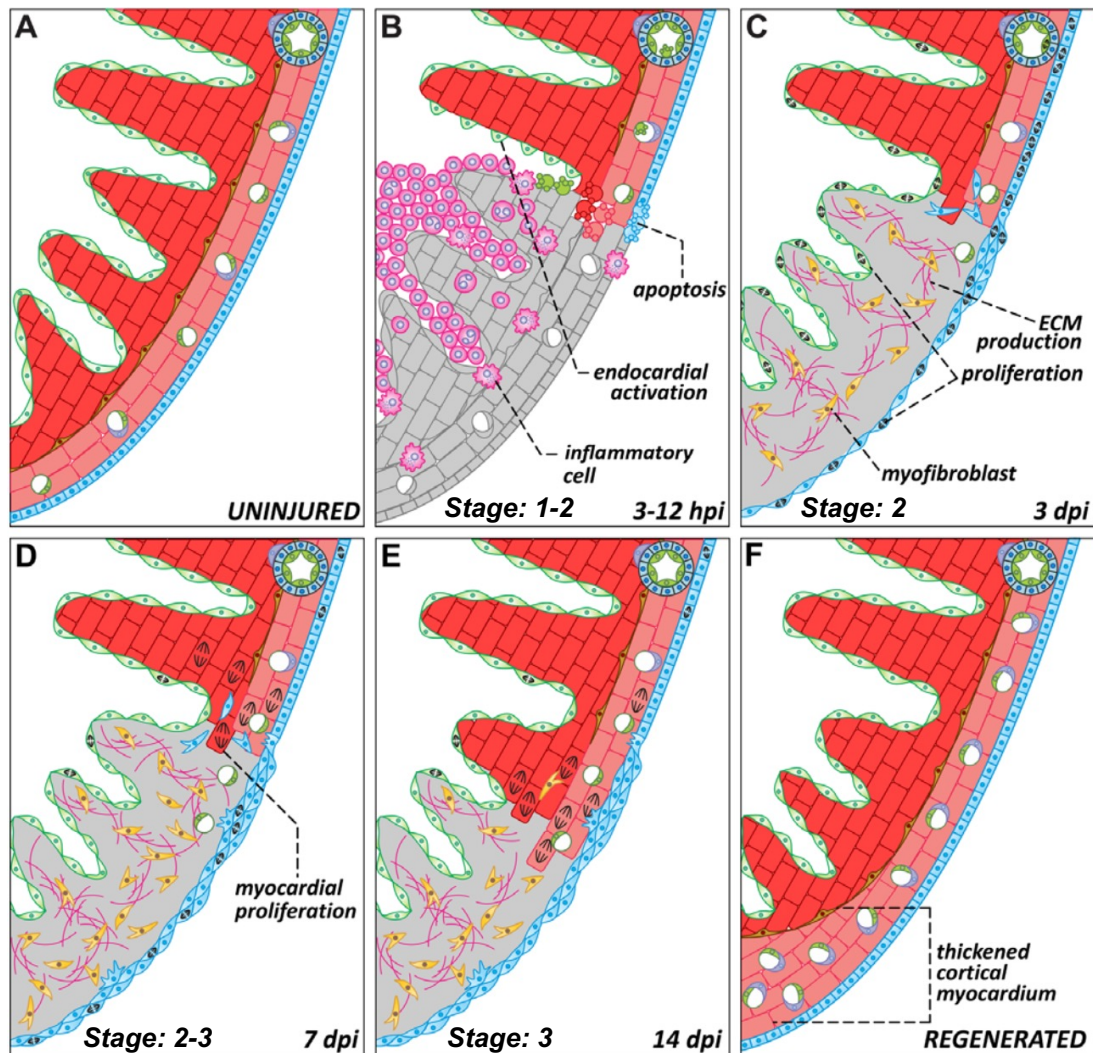 A
UNINJURED
B
apoptosis
endocardial
activation
inflammatory
cell
Stage: 1-2
3-12 hpi
C
ECM
production
proliferation
myofibroblast
Stage: 2
3 dpi
D
myocardial
proliferation
Stage: 2-3
7 dpi
E
Stage: 3
14 dpi
F
thickened
cortical
myocardium
REGENERATED